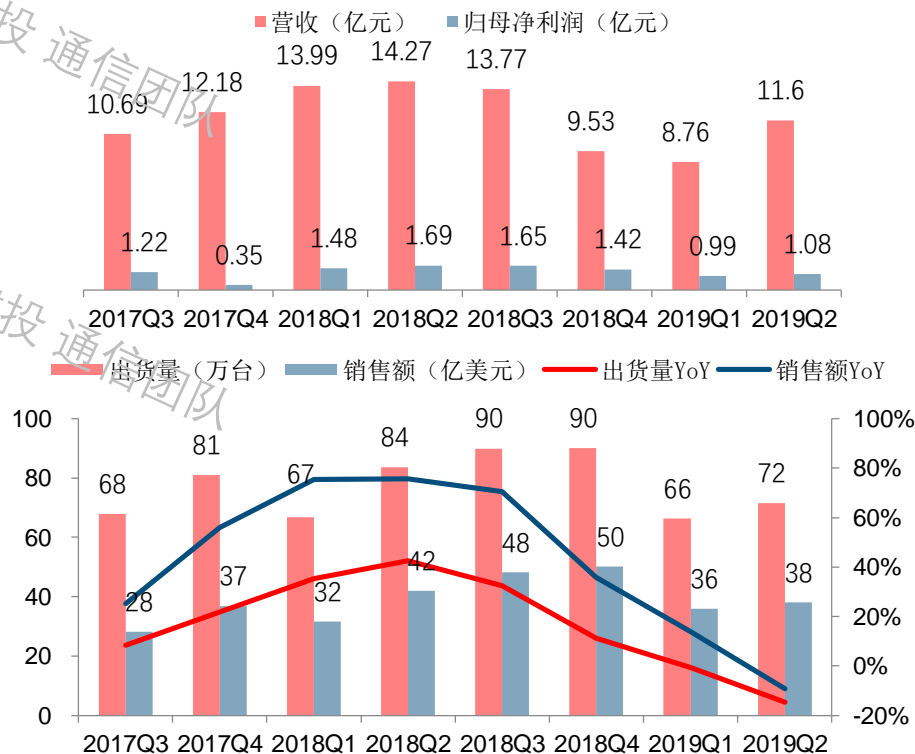 营收（亿元） 归母净利润（亿元）
投 通信团队
10.69 12.18 13.99 14.27 13.77 9.53 8.76 11.6
1.22 0.35 1.48 1.69 1.65 1.42 0.99 1.08
2017Q3 2017Q4 2018Q1 2018Q2 2018Q3 2018Q4 2019Q1 2019Q2
投 通信团队
出货量（万台） 销售额（亿美元） 出货量YoY 销售额YoY
100 80 60 40 20 0
68 81 67 84 90 90 66 72
28 37 32 42 48 50 36 38
100% 80% 60% 40% 20% 0% -20%
2017Q3 2017Q4 2018Q1 2018Q2 2018Q3 2018Q4 2019Q1 2019Q2